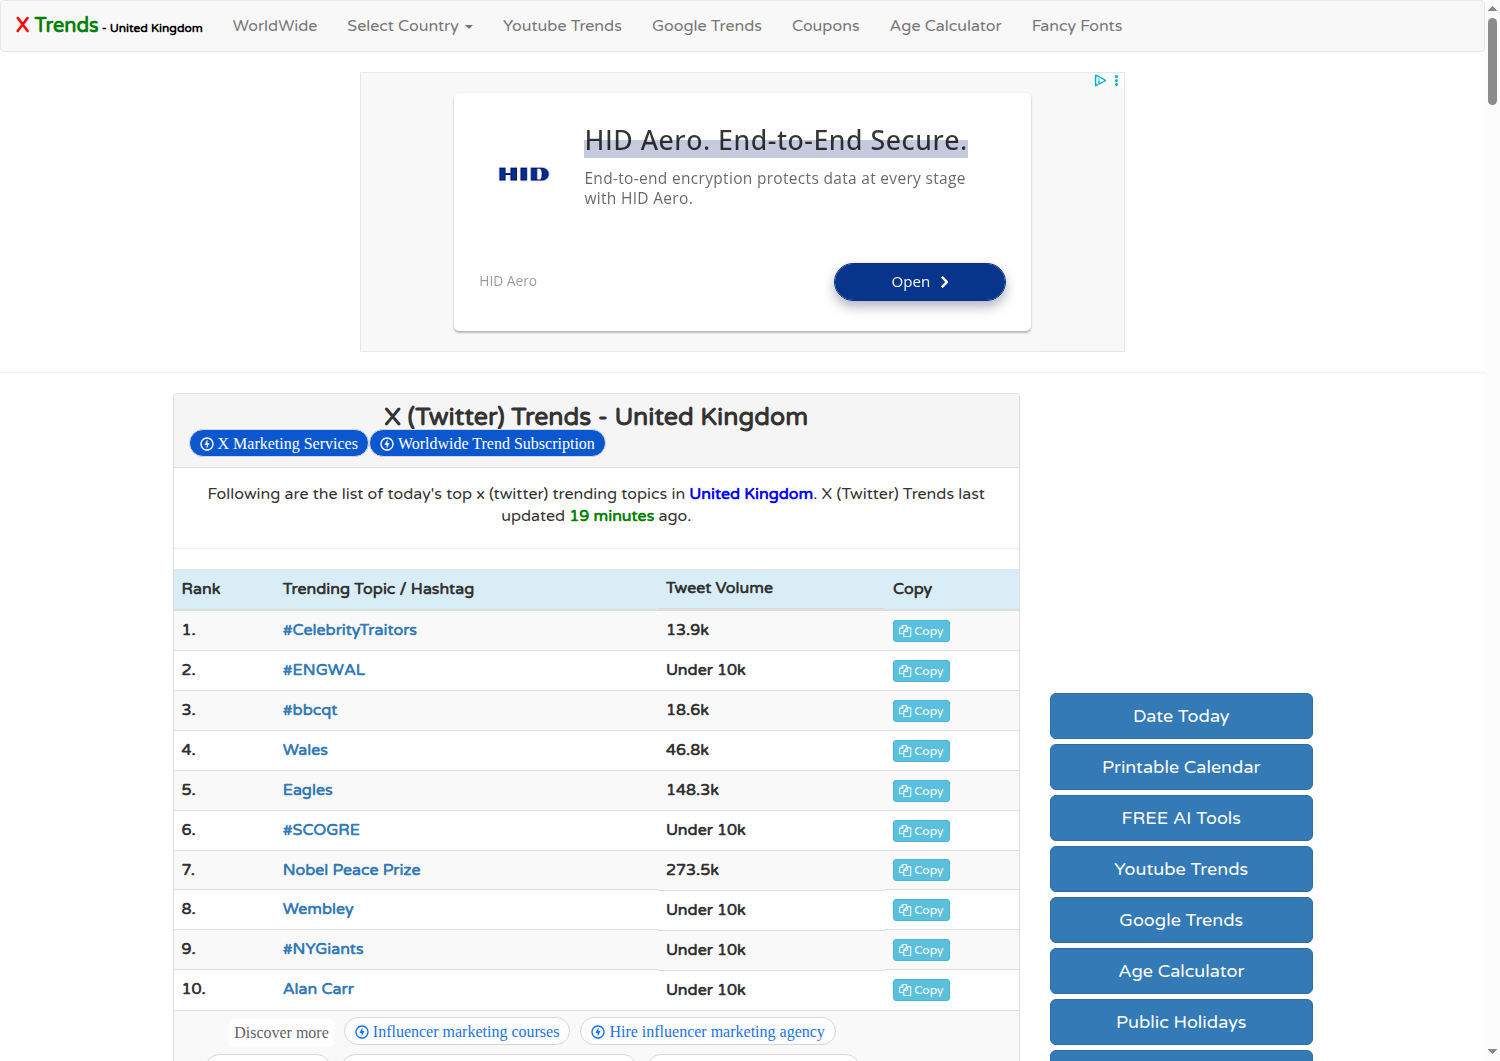 X Trends - United Kingdom WorldWide Select Country Youtube Trends Google Trends Coupons Age Calculator Fancy Fonts
HID Aero. End-to-End Secure.
HID
End-to-end encryption protects data at every stage
with HID Aero.
HID Aero
Open
X (Twitter) Trends - United Kingdom
X Marketing Services Worldwide Trend Subscription
Following are the list of today's top x (twitter) trending topics in United Kingdom. X (Twitter) Trends last
updated 19 minutes ago.
Rank Trending Topic / Hashtag Tweet Volume Copy
1. #CelebrityTraitors 13.9k Copy
2. #ENGWAL Under 10k Copy
3. #bbcqt 18.6k Copy
4. Wales 46.8k Copy
5. Eagles 148.3k Copy
6. #SCOGRE Under 10k Copy
7. Nobel Peace Prize 273.5k Copy
8. Wembley Under 10k Copy
9. #NYGiants Under 10k Copy
10. Alan Carr Under 10k Copy
Discover more Influencer marketing courses Hire influencer marketing agency
Date Today
Printable Calendar
FREE AI Tools
Youtube Trends
Google Trends
Age Calculator
Public Holidays